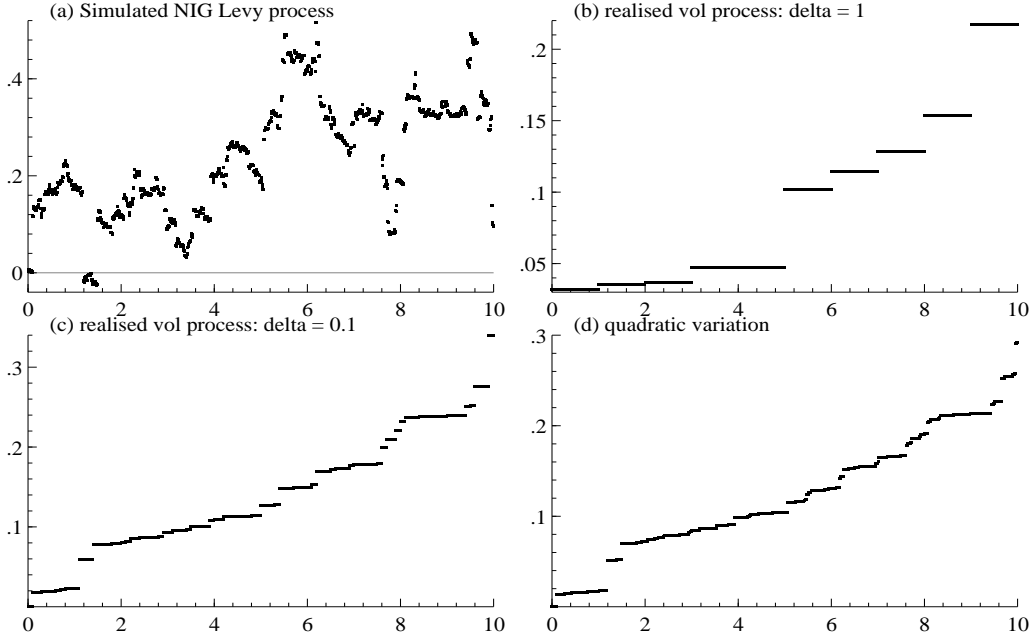 (a) Simulated NIG Levy process
.4
.2
0
0 2 4 6 8 10
(b) realised vol process: delta = 1
.2
.15
.1
.05
0 2 4 6 8 10
(c) realised vol process: delta = 0.1
.3
.2
.1
0 2 4 6 8 10
(d) quadratic variation
.3
.2
.1
0 2 4 6 8 10